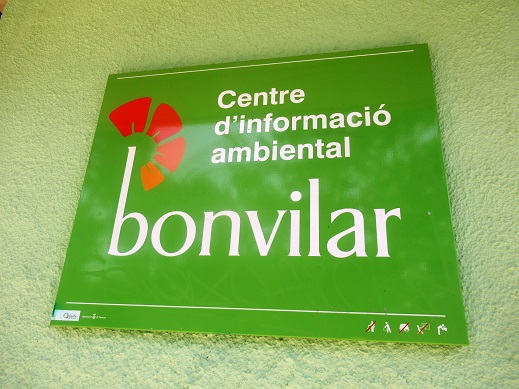 Centre
d'informació
ambiental
bonvilar